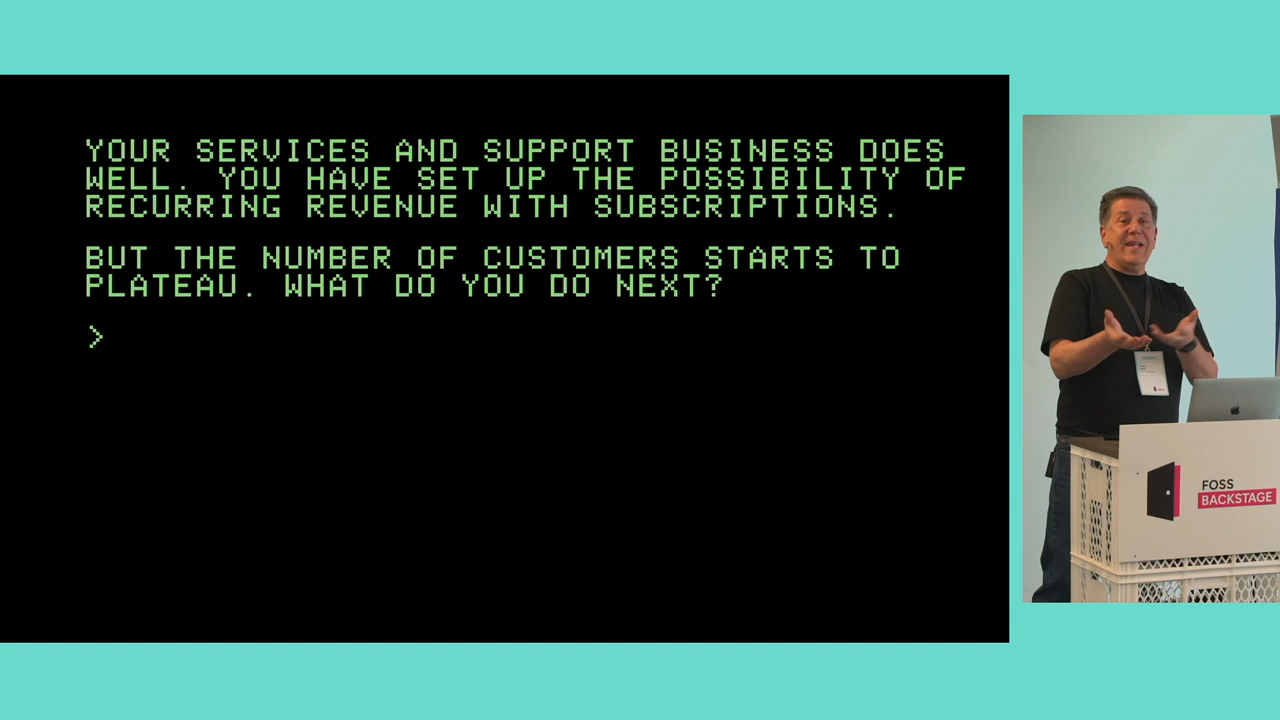 YOUR SERVICES AND SUPPORT BUSINESS DOES
WELL. YOU HAVE SET UP THE POSSIBILITY OF
RECURRING REVENUE WITH SUBSCRIPTIONS.
BUT THE NUMBER OF CUSTOMERS STARTS TO
PLATEAU. WHAT DO YOU DO NEXT?
>
FOSS
BACKSTAGE